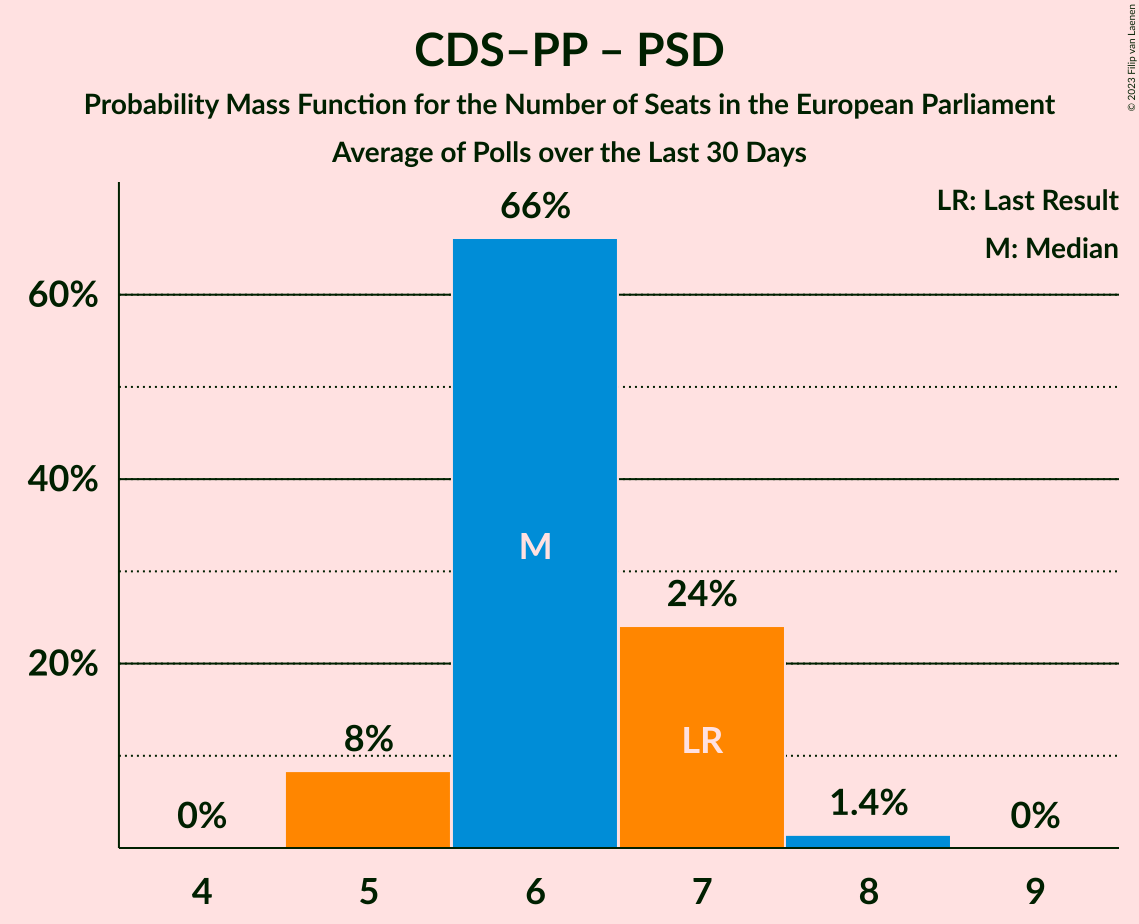 CDS–PP – PSD
Probability Mass Function for the Number of Seats in the European Parliament
Average of Polls over the Last 30 Days
© 2023 Filip van Laenen
LR: Last Result
M: Median
66%
60%
40%
M
24%
20%
LR
8%
1.4%
0%
0%
4 5 6 7 8 9